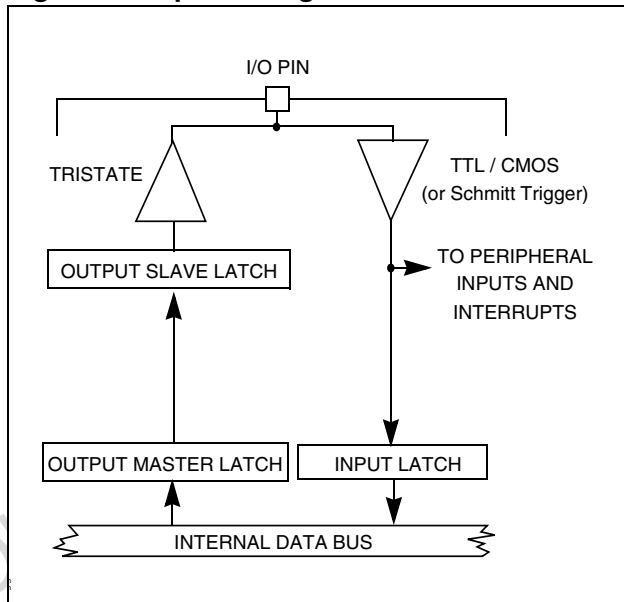 I/O PIN
TRISTATE
TTL / CMOS
(or Schmitt Trigger)
TO PERIPHERAL
INPUTS AND
INTERRUPTS
OUTPUT SLAVE LATCH
OUTPUT MASTER LATCH
INPUT LATCH
INTERNAL DATA BUS